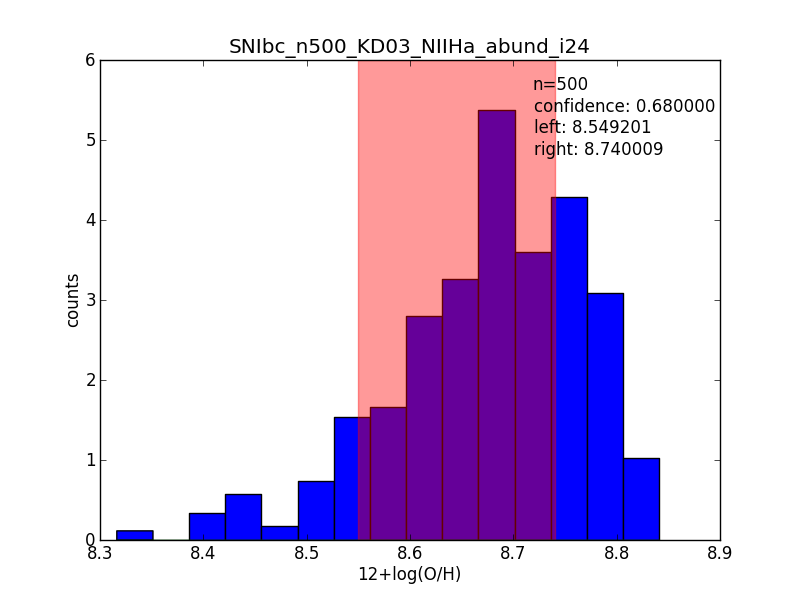 SNIbc_n500_KD03_NIIHa_abund_i24
6
n=500
confidence: 0.680000
5
left: 8.549201
right: 8.740009
4
counts
3
2
1
0
8.3 8.4 8.5 8.6 8.7 8.8 8.9
12+log(O/H)